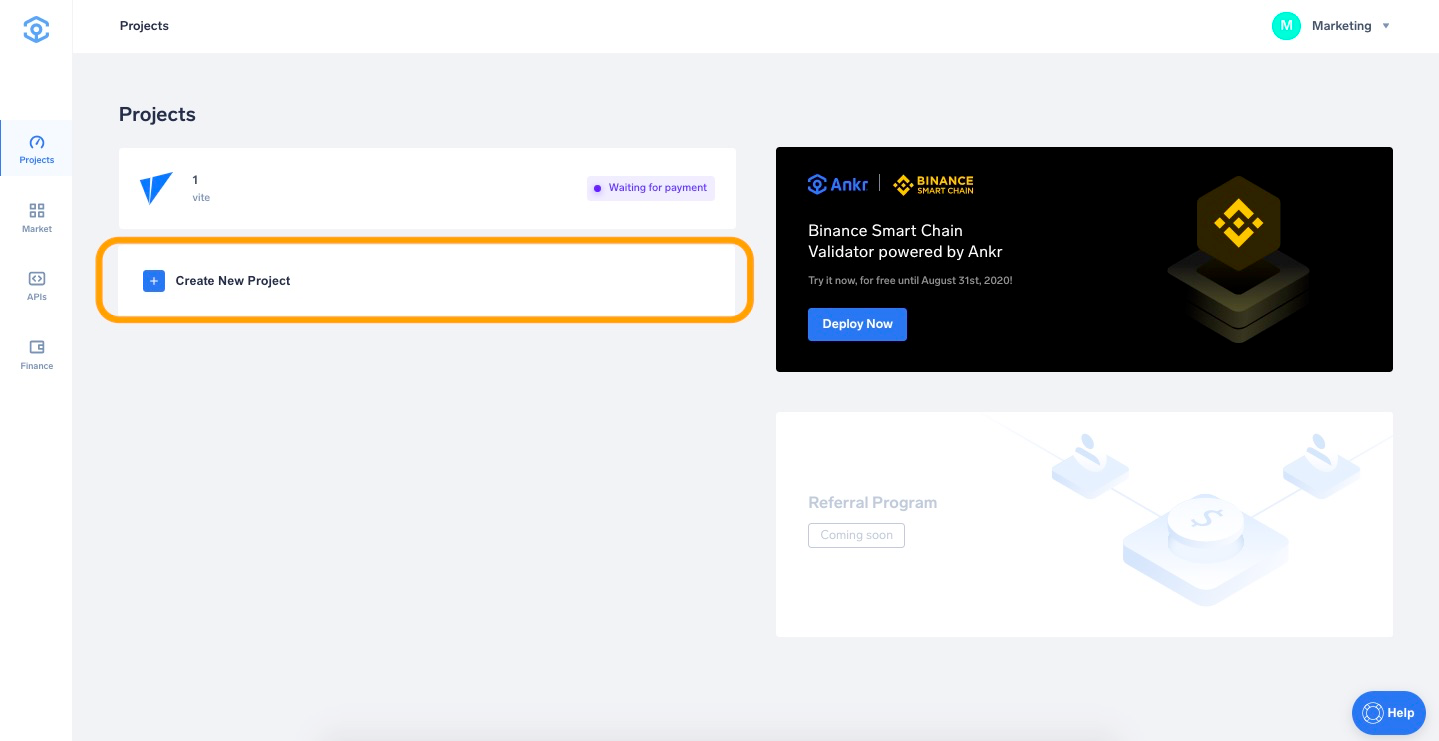 Projects
M
Marketing
Projects
Market
APIs
Finance
Projects
1
vite
Waiting for payment
+ Create New Project
Ankr | BINANCE
SMART CHAIN
Binance Smart Chain
Validator powered by Ankr
Try it now, for free until August 31st, 2020!
Deploy Now
Referral Program
Coming soon
$
Help